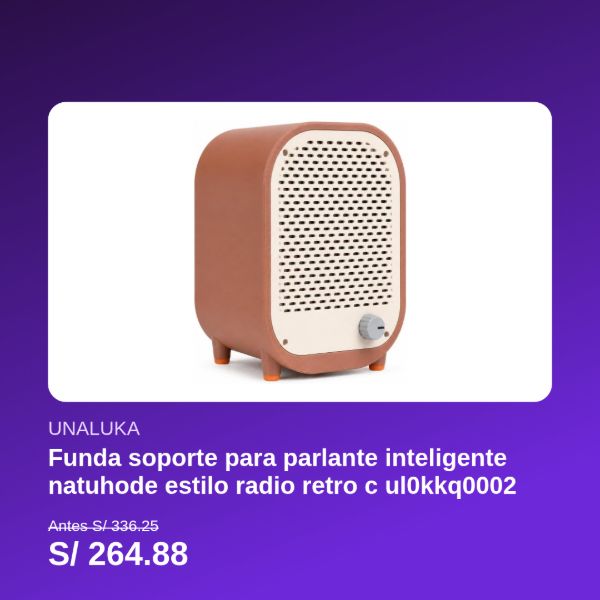 UNALUKA
Funda soporte para parlante inteligente
natuhode estilo radio retro c ul0kkq0002
Antes S/ 336.25
S/ 264.88